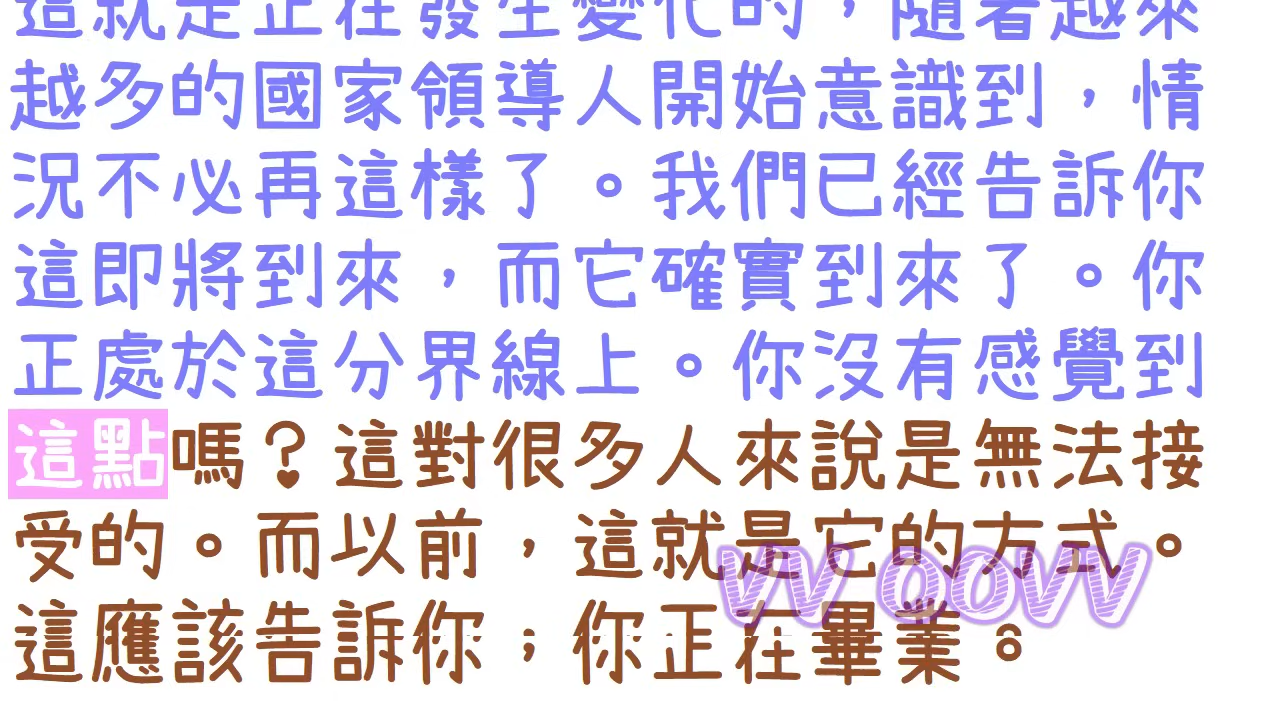 這就是正在發生變化的，隨著越來
越多的國家領導人開始意識到，情
況不必再這樣了。我們已經告訴你
這即將到來，而它確實到來了。你
正處於這分界線上。你沒有感覺到
這點嗎？這對很多人來說是無法接
受的。而以前，這就是它的方式。
這應該告訴你，你正在畢業。
VV OOVV